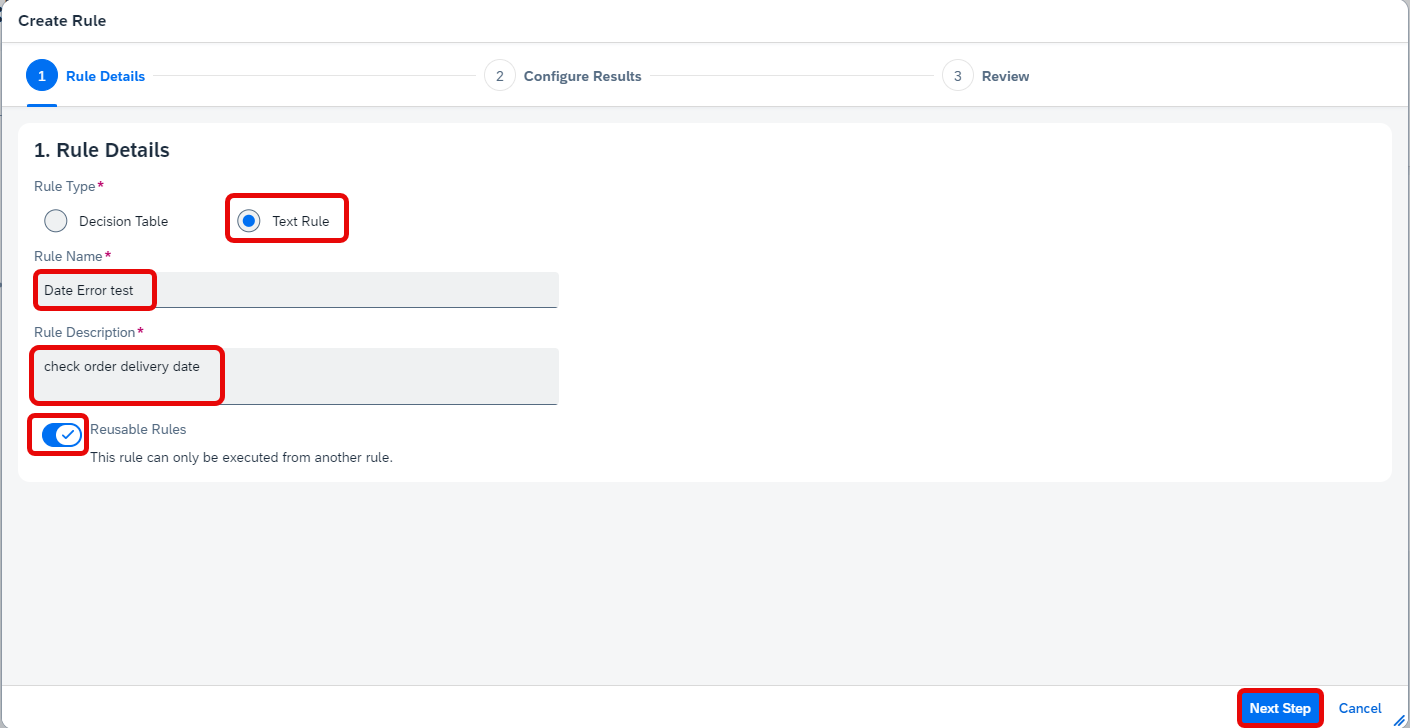 Create Rule
1 Rule Details 2 Configure Results 3 Review
1. Rule Details
Rule Type*
Decision Table Text Rule
Rule Name*
Date Error test
Rule Description*
check order delivery date
Reusable Rules
This rule can only be executed from another rule.
Next Step Cancel